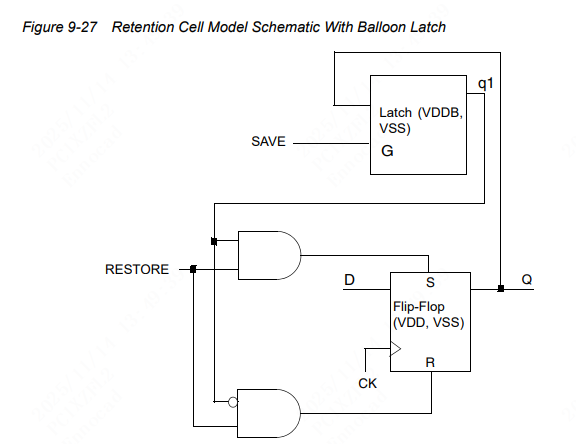 Figure 9-27 Retention Cell Model Schematic With Balloon Latch
q1
Latch (VDDB,
VSS)
SAVE
G
RESTORE
D
S
Q
Flip-Flop
(VDD, VSS)
R
CK